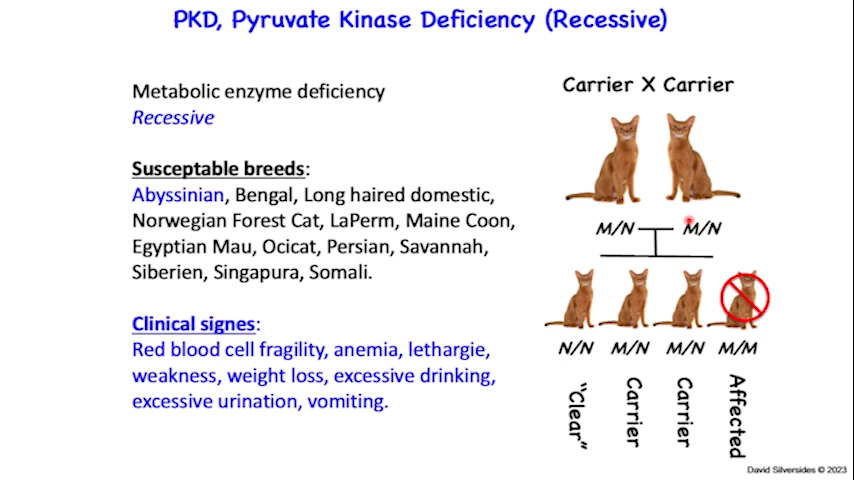 PKD, Pyruvate Kinase Deficiency (Recessive)
Metabolic enzyme deficiency
Recessive
Susceptable breeds:
Abyssinian, Bengal, Long haired domestic,
Norwegian Forest Cat, LaPerm, Maine Coon,
Egyptian Mau, Ocicat, Persian, Savannah,
Siberien, Singapura, Somali.
Clinical signes:
Red blood cell fragility, anemia, lethargie,
weakness, weight loss, excessive drinking,
excessive urination, vomiting.
Carrier X Carrier
M/N M/N
N/N M/N M/N M/M
“Clear”
Carrier
Carrier
Affected
David Silversides © 2023